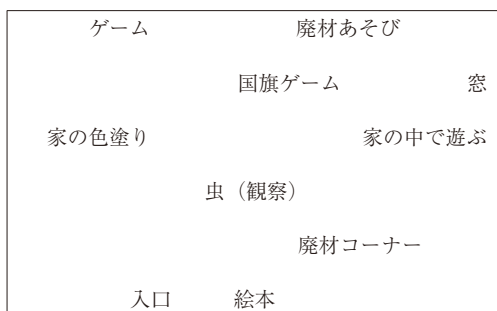 ゲーム 廃材あそび
国旗ゲーム 窓
家の色塗り 家の中で遊ぶ
虫（観察）
廃材コーナー
入口 絵本